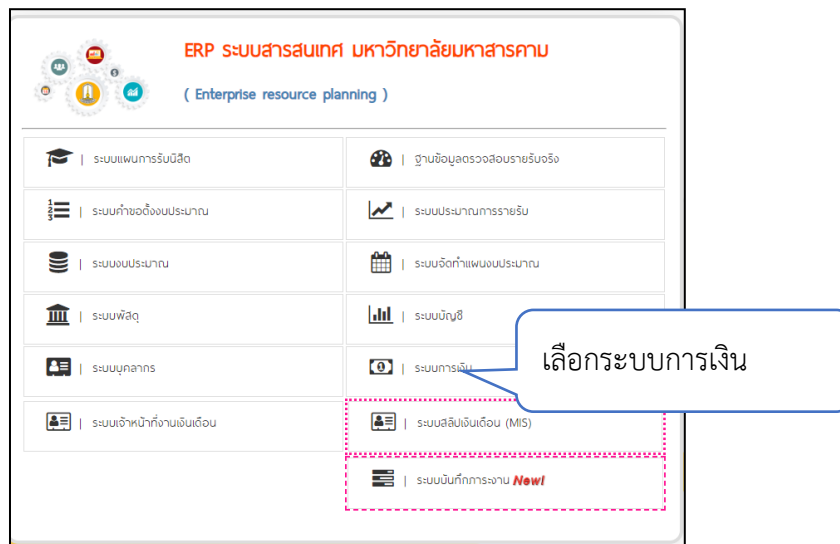 ERP ระบบสารสนเทศ มหาวิทยาลัยมหาสารคาม
( Enterprise resource planning )
| ระบบแผนการรับนิสิต
| ฐานข้อมูลตรวจสอบรายรับจริง
| ระบบคำขอตั้งงบประมาณ
| ระบบประมาณการรายรับ
| ระบบงบประมาณ
| ระบบจัดทำแผนงบประมาณ
| ระบบพัสดุ
| ระบบบัญชี
| ระบบบุคลากร
| ระบบการเงิน
เลือกระบบการเงิน
| ระบบเจ้าหน้าที่งานเงินเดือน
| ระบบสลิปเงินเดือน (MIS)
| ระบบบันทึกภาระงาน New!